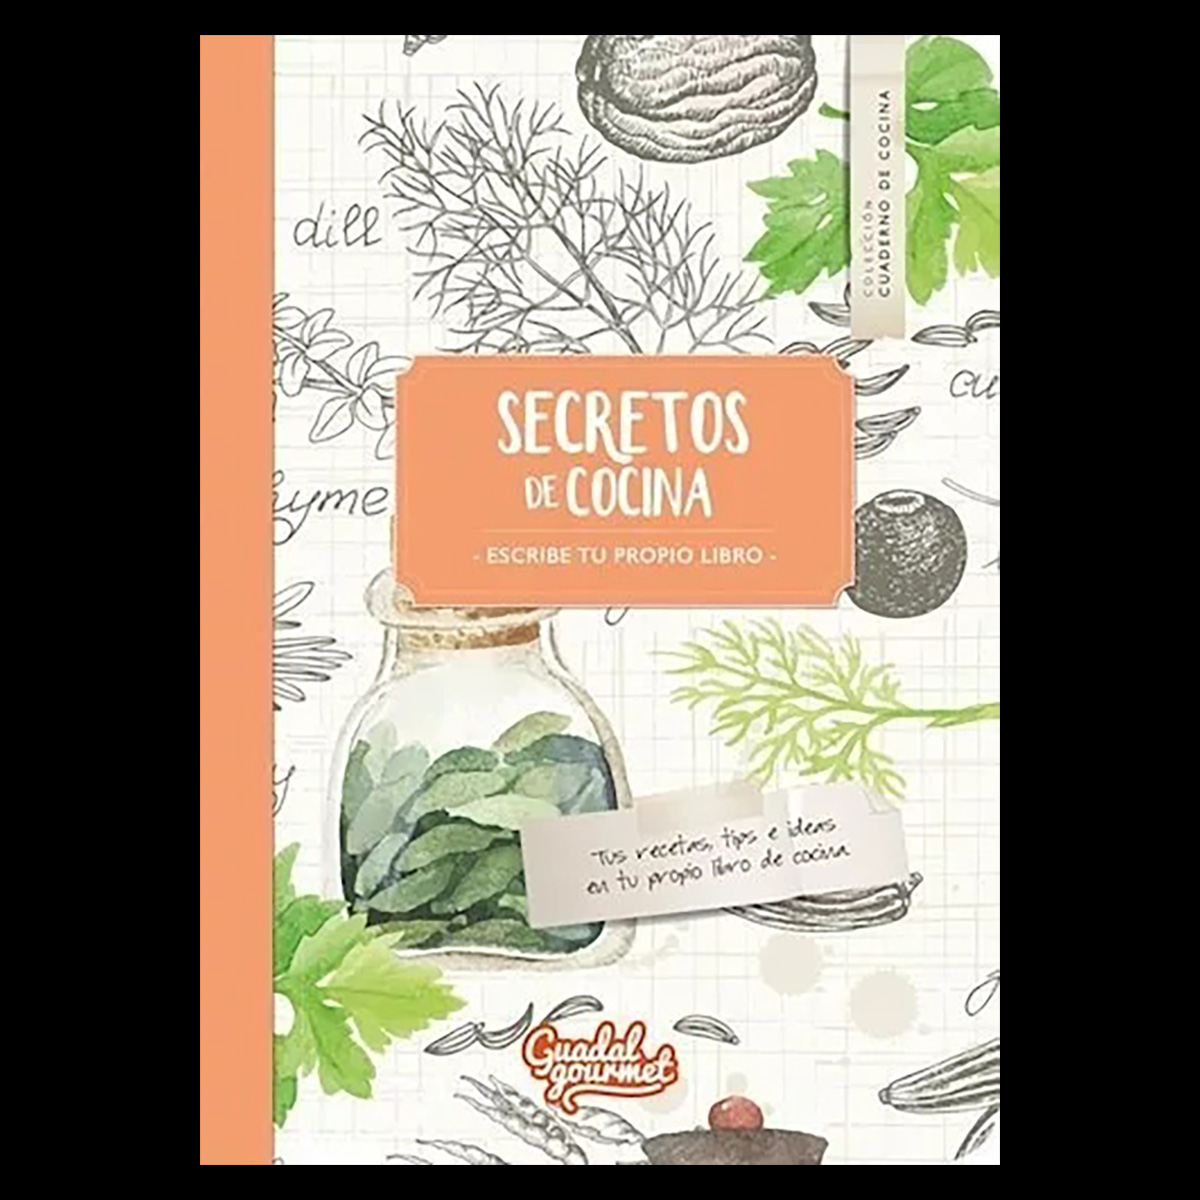 COLECCIÓN
CUADERNO DE COCINA
dill
SECRETOS
DE COCINA
- ESCRIBE TU PROPIO LIBRO -
Tus recetas, tips e ideas
en tu propio libro de cocina
Guadal
gourmet